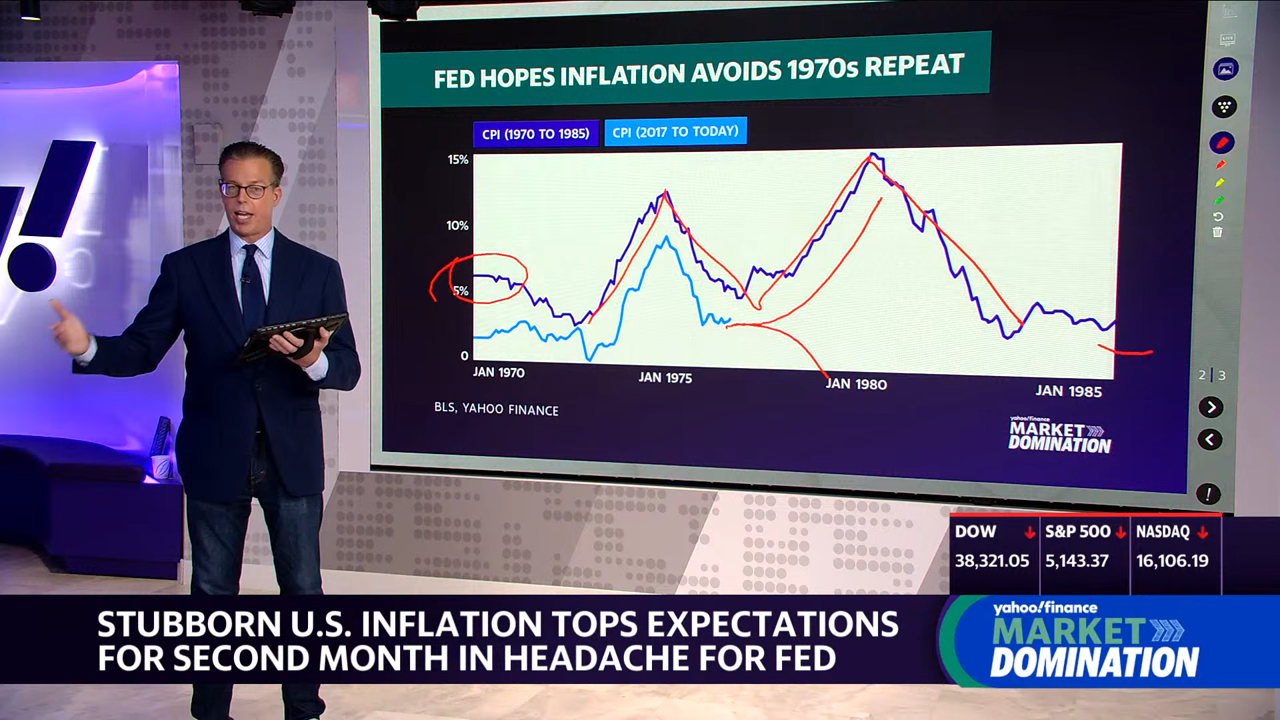 FED HOPES INFLATION AVOIDS 1970s REPEAT
CPI (1970 TO 1985) CPI (2017 TO TODAY)
15%
10%
5%
0
JAN 1970 JAN 1975 JAN 1980 JAN 1985
BLS, YAHOO FINANCE
yahoo!finance
MARKET
DOMINATION
2 | 3
!
DOW S&P 500 NASDAQ
38,321.05 5,143.37 16,106.19
STUBBORN U.S. INFLATION TOPS EXPECTATIONS
FOR SECOND MONTH IN HEADACHE FOR FED
yahoo!finance
MARKET
DOMINATION